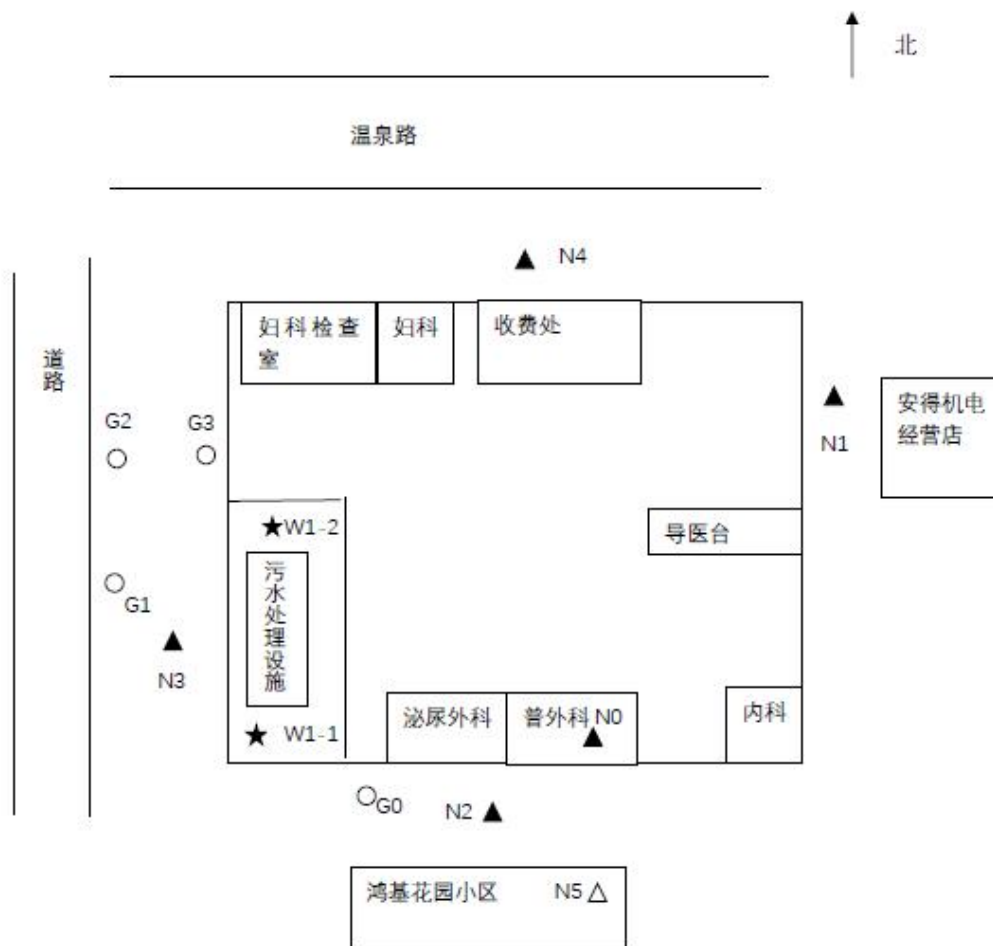 北
温泉路
N4
妇科检查
室
妇科
收费处
道
路
安得机电
经营店
N1
G2
G3
W1-2
导医台
污
水
处
理
设
施
G1
N3
W1-1
泌尿外科
普外科 N0
内科
G0
N2
鸿基花园小区
N5